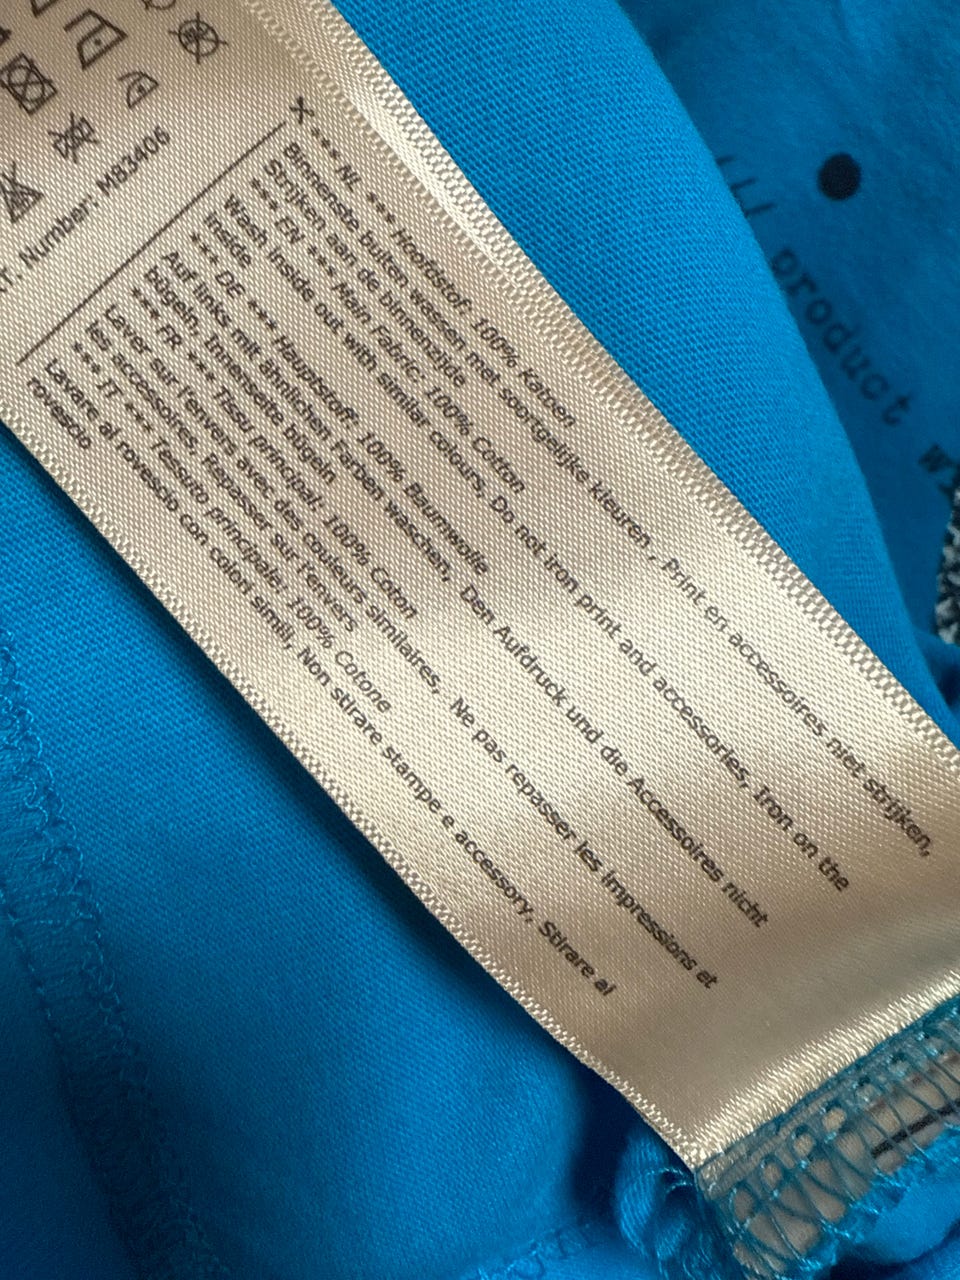 Number: M83406
*** NL *** Hoofdstof: 100% Katoen
Binnenste buiten wassen met soortgelijke kleuren , Print en accessoires niet strijken,
Strijken aan de binnenzijde
*** EN *** Main Fabric: 100% Cotton
Wash inside out with similar colours, Do not iron print and accessories, Iron on the
inside
*** DE *** Hauptstoff: 100% Baumwolle
Auf links mit ähnlichen Farben waschen, Den Aufdruck und die Accessoires nicht
bügeln, Innenseite bügeln
*** FR *** Tissu principal: 100% Coton
Laver sur l'envers avec des couleurs similaires, Ne pas repasser les impressions et
les accessoires, Repasser sur l'envers
*** IT *** Tessuto principale: 100% Cotone
Lavare al rovescio con colori simili, Non stirare stampe e accessory, Stirare al
rovescio
product